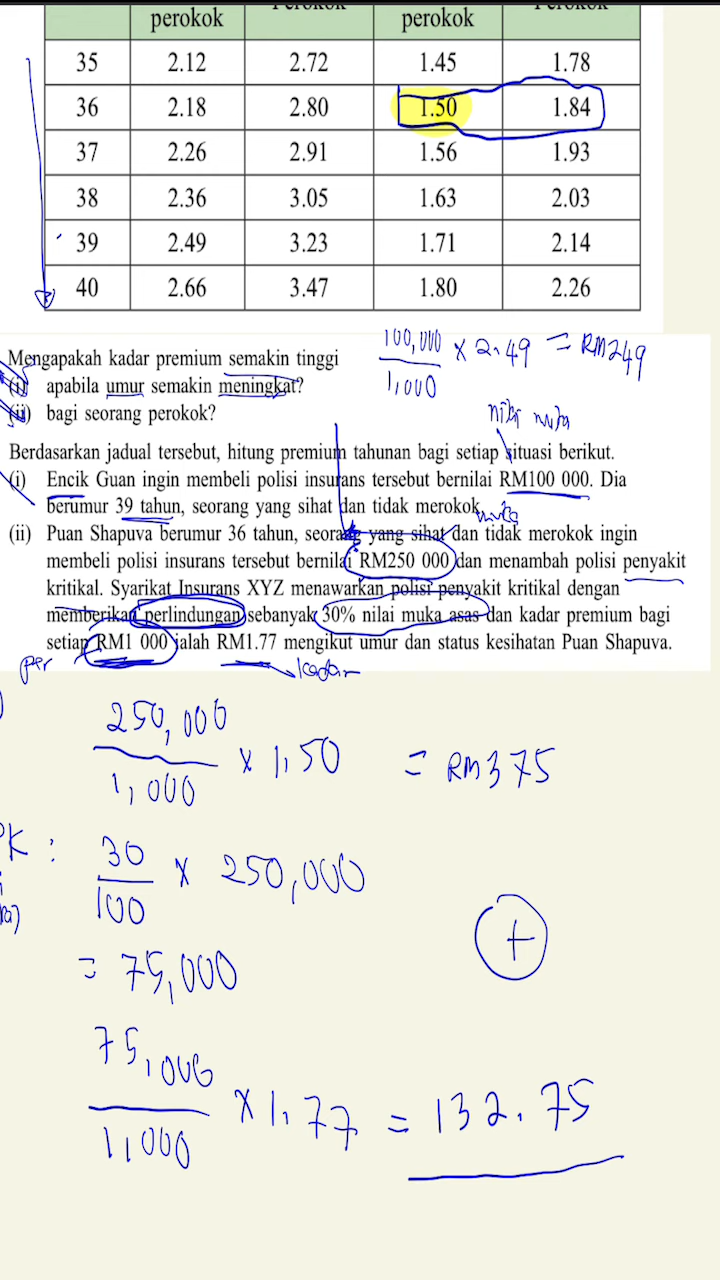 perokok perokok
35 2.12 2.72 1.45 1.78
36 2.18 2.80 1.50 1.84
37 2.26 2.91 1.56 1.93
38 2.36 3.05 1.63 2.03
39 2.49 3.23 1.71 2.14
40 2.66 3.47 1.80 2.26
100,000 / 1,000 × 2.49 = RM249
Mengapakah kadar premium semakin tinggi
(i) apabila umur semakin meningkat?
(ii) bagi seorang perokok?
nilai muka
Berdasarkan jadual tersebut, hitung premium tahunan bagi setiap situasi berikut.
(i) Encik Guan ingin membeli polisi insurans tersebut bernilai RM100 000. Dia
berumur 39 tahun, seorang yang sihat dan tidak merokok.
(ii) Puan Shapuva berumur 36 tahun, seorang yang sihat dan tidak merokok ingin
membeli polisi insurans tersebut bernilai RM250 000 dan menambah polisi penyakit
kritikal. Syarikat Insurans XYZ menawarkan polisi penyakit kritikal dengan
memberikan perlindungan sebanyak 30% nilai muka asas dan kadar premium bagi
setiap RM1 000 ialah RM1.77 mengikut umur dan status kesihatan Puan Shapuva.
per kadar
250,000 / 1,000 × 1.50 = RM375
PK : 30 / 100 × 250,000
= 75,000
+
75,000 / 1,000 × 1.77 = 132.75